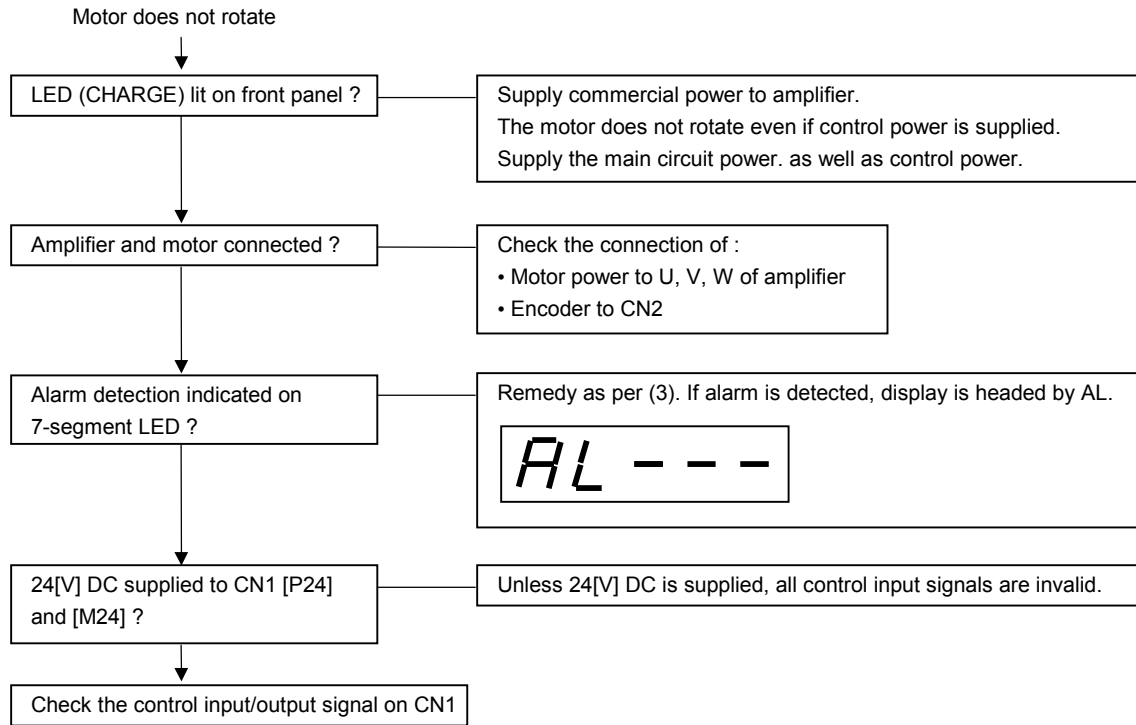 Motor does not rotate
LED (CHARGE) lit on front panel ?
Supply commercial power to amplifier.
The motor does not rotate even if control power is supplied.
Supply the main circuit power. as well as control power.
Amplifier and motor connected ?
Check the connection of :
• Motor power to U, V, W of amplifier
• Encoder to CN2
Alarm detection indicated on
7-segment LED ?
Remedy as per (3). If alarm is detected, display is headed by AL.
AL - - -
24[V] DC supplied to CN1 [P24]
and [M24] ?
Unless 24[V] DC is supplied, all control input signals are invalid.
Check the control input/output signal on CN1